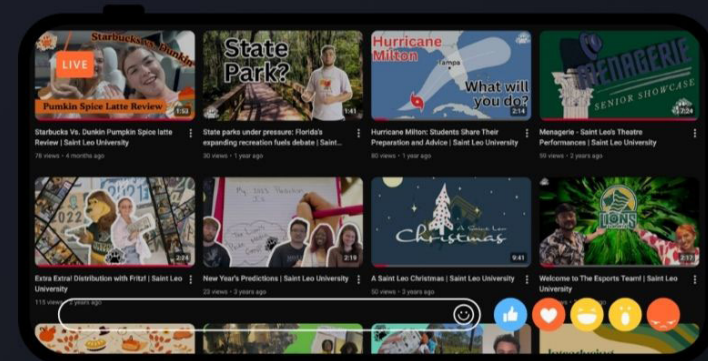 Starbucks vs. Dunkin
LIVE
Pumkin Spice Latte Review
1:53
Starbucks Vs. Dunkin Pumpkin Spice latte
Review | Saint Leo University
78 views • 4 months ago
State
Park?
1:41
State parks under pressure: Florida's
expanding recreation fuels debate | Saint...
30 views • 1 year ago
Hurricane
Milton
Tampa
What will
you do?
2:14
Hurricane Milton: Students Share Their
Preparation and Advice | Saint Leo University
80 views • 1 year ago
MENAGERIE
SENIOR SHOWCASE
Menagerie - Saint Leo's Theatre
Performances | Saint Leo University
99 views • 2 years ago
2022
2:24
Extra Extra! Distribution with Fritz! | Saint Leo
University
115 views • 2 years ago
My 2023 Prediction
2:19
New Year's Predictions | Saint Leo University
23 views • 3 years ago
A Saint Leo
Christmas
9:41
A Saint Leo Christmas | Saint Leo University
50 views • 3 years ago
LIONS
2:17
Welcome to The Esports Team! | Saint Leo
University